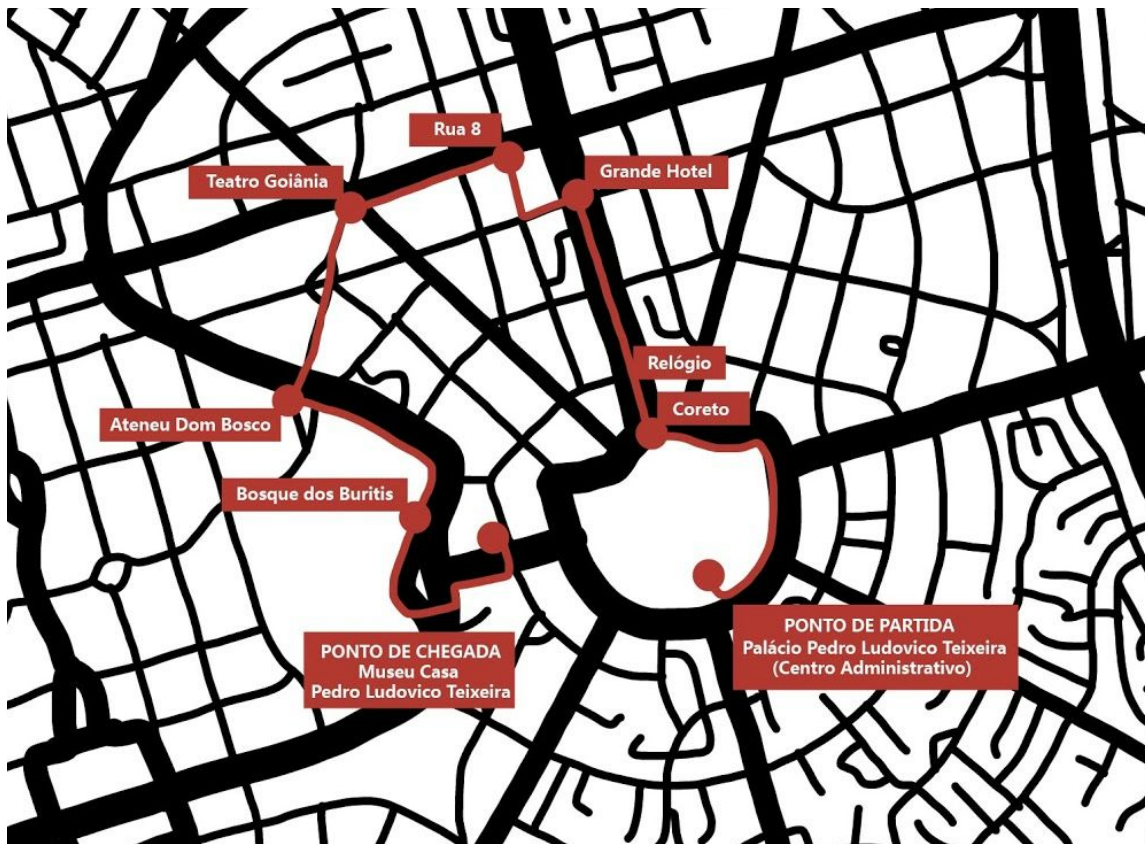 Rua 8
Grande Hotel
Teatro Goiânia
Relógio
Coreto
Ateneu Dom Bosco
Bosque dos Buritis
PONTO DE CHEGADA
Museu Casa
Pedro Ludovico Teixeira
PONTO DE PARTIDA
Palácio Pedro Ludovico Teixeira
(Centro Administrativo)